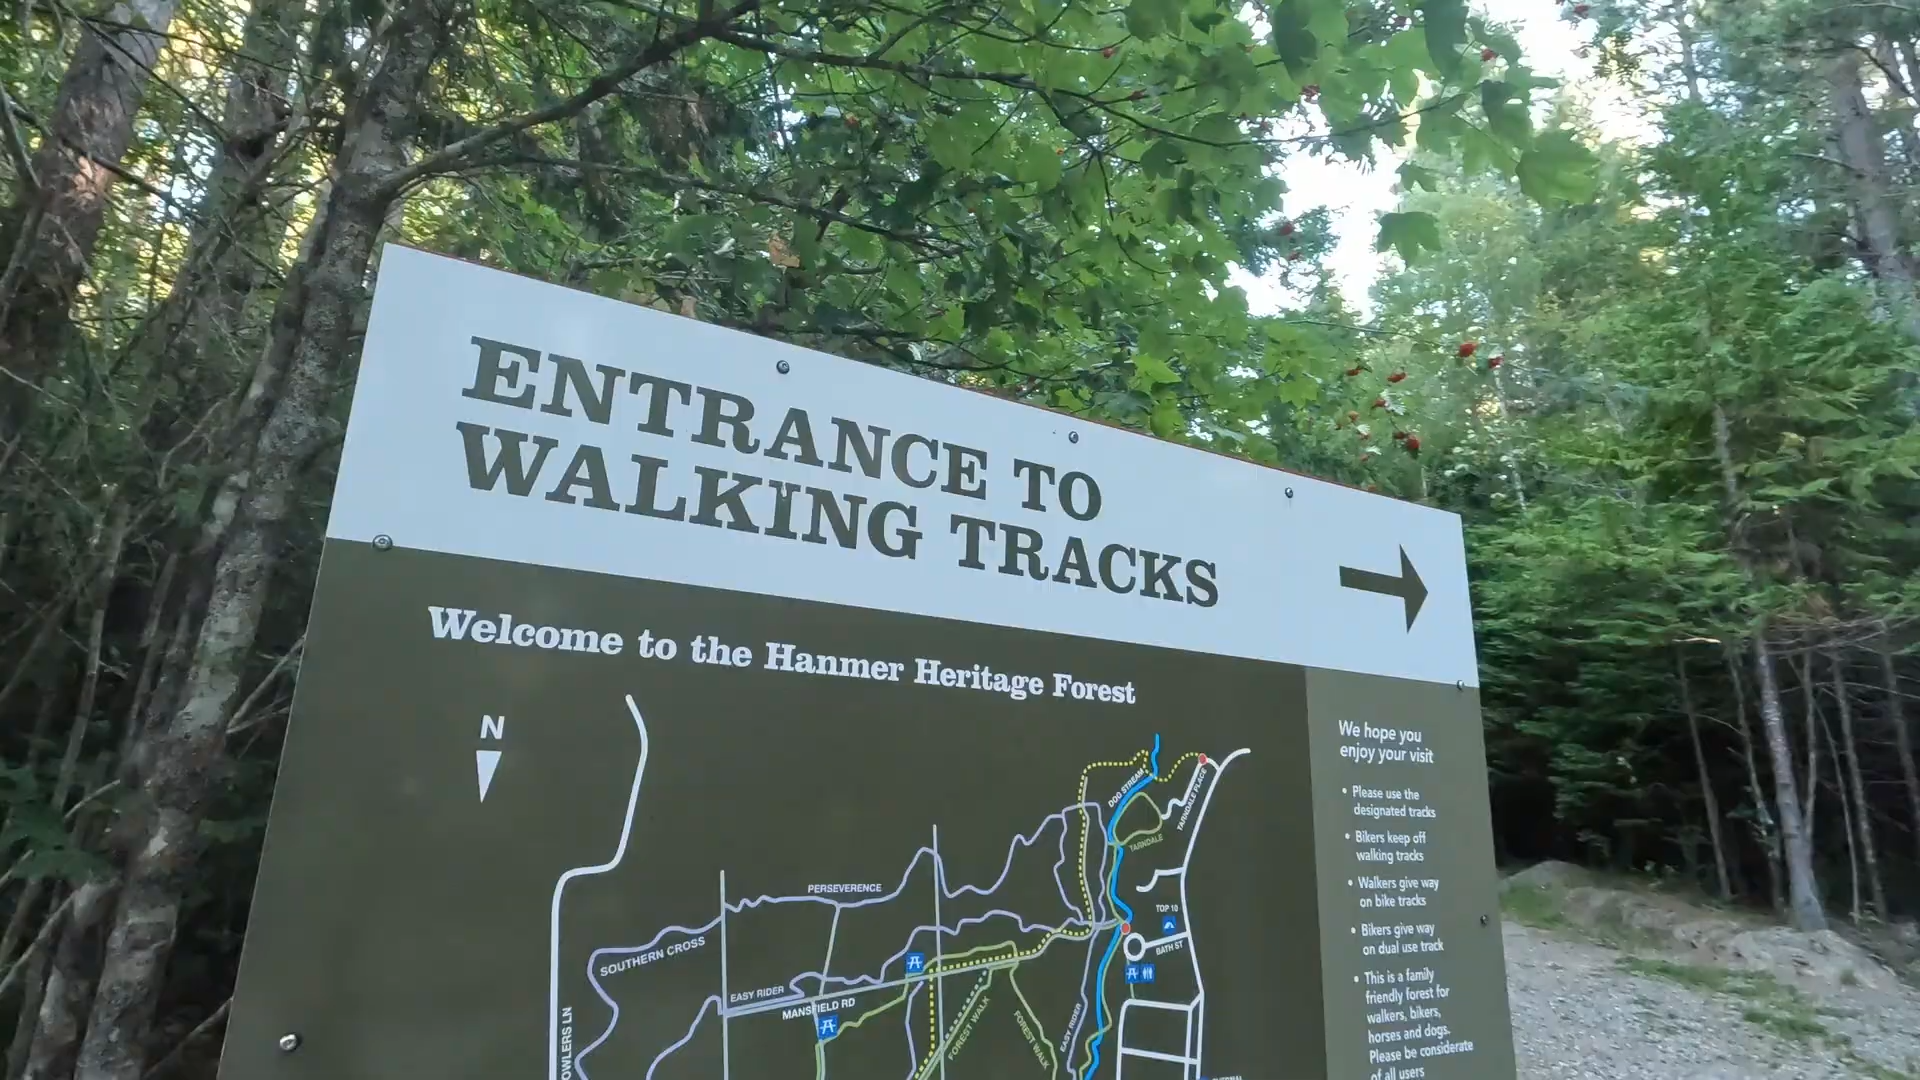 ENTRANCE TO
WALKING TRACKS
Welcome to the Hanmer Heritage Forest
N
DOG STREAM
TARNDALE PLACE
TARNDALE
PERSEVERENCE
TOP 10
BATH ST
SOUTHERN CROSS
EASY RIDER
MANSFIELD RD
FOREST WALK
FOREST WALK
EASY RIDER
We hope you
enjoy your visit
• Please use the
designated tracks
• Bikers keep off
walking tracks
• Walkers give way
on bike tracks
• Bikers give way
on dual use track
• This is a family
friendly forest for
walkers, bikers,
horses and dogs.
Please be considerate
of all users